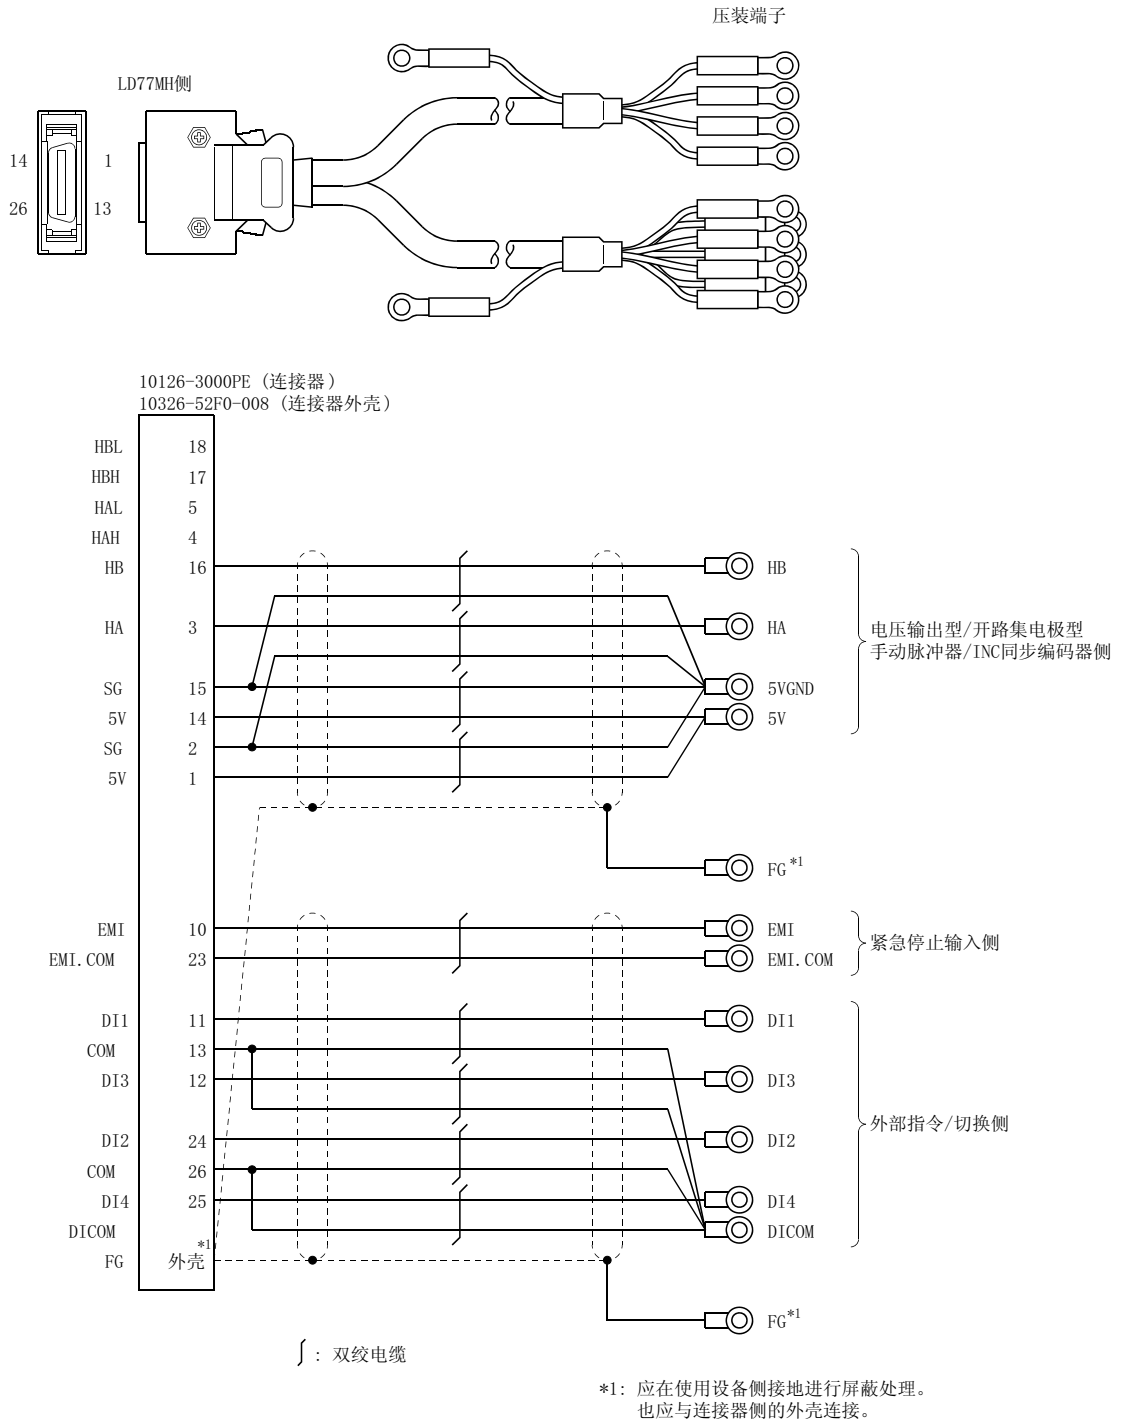 压装端子
LD77MH侧
14 1
26 13
10126-3000PE (连接器)
10326-52F0-008 (连接器外壳)
HBL 18
HBH 17
HAL 5
HAH 4
HB 16 HB
HA 3 HA
电压输出型/开路集电极型
手动脉冲器/INC同步编码器侧
SG 15 5VGND
5V 14 5V
SG 2
5V 1
FG*1
EMI 10 EMI
紧急停止输入侧
EMI.COM 23 EMI.COM
DI1 11 DI1
COM 13
DI3 12 DI3
外部指令/切换侧
DI2 24 DI2
COM 26
DI4 25 DI4
DICOM DICOM
FG 外壳*1
FG*1
: 双绞电缆
*1: 应在使用设备侧接地进行屏蔽处理。
也应与连接器侧的外壳连接。